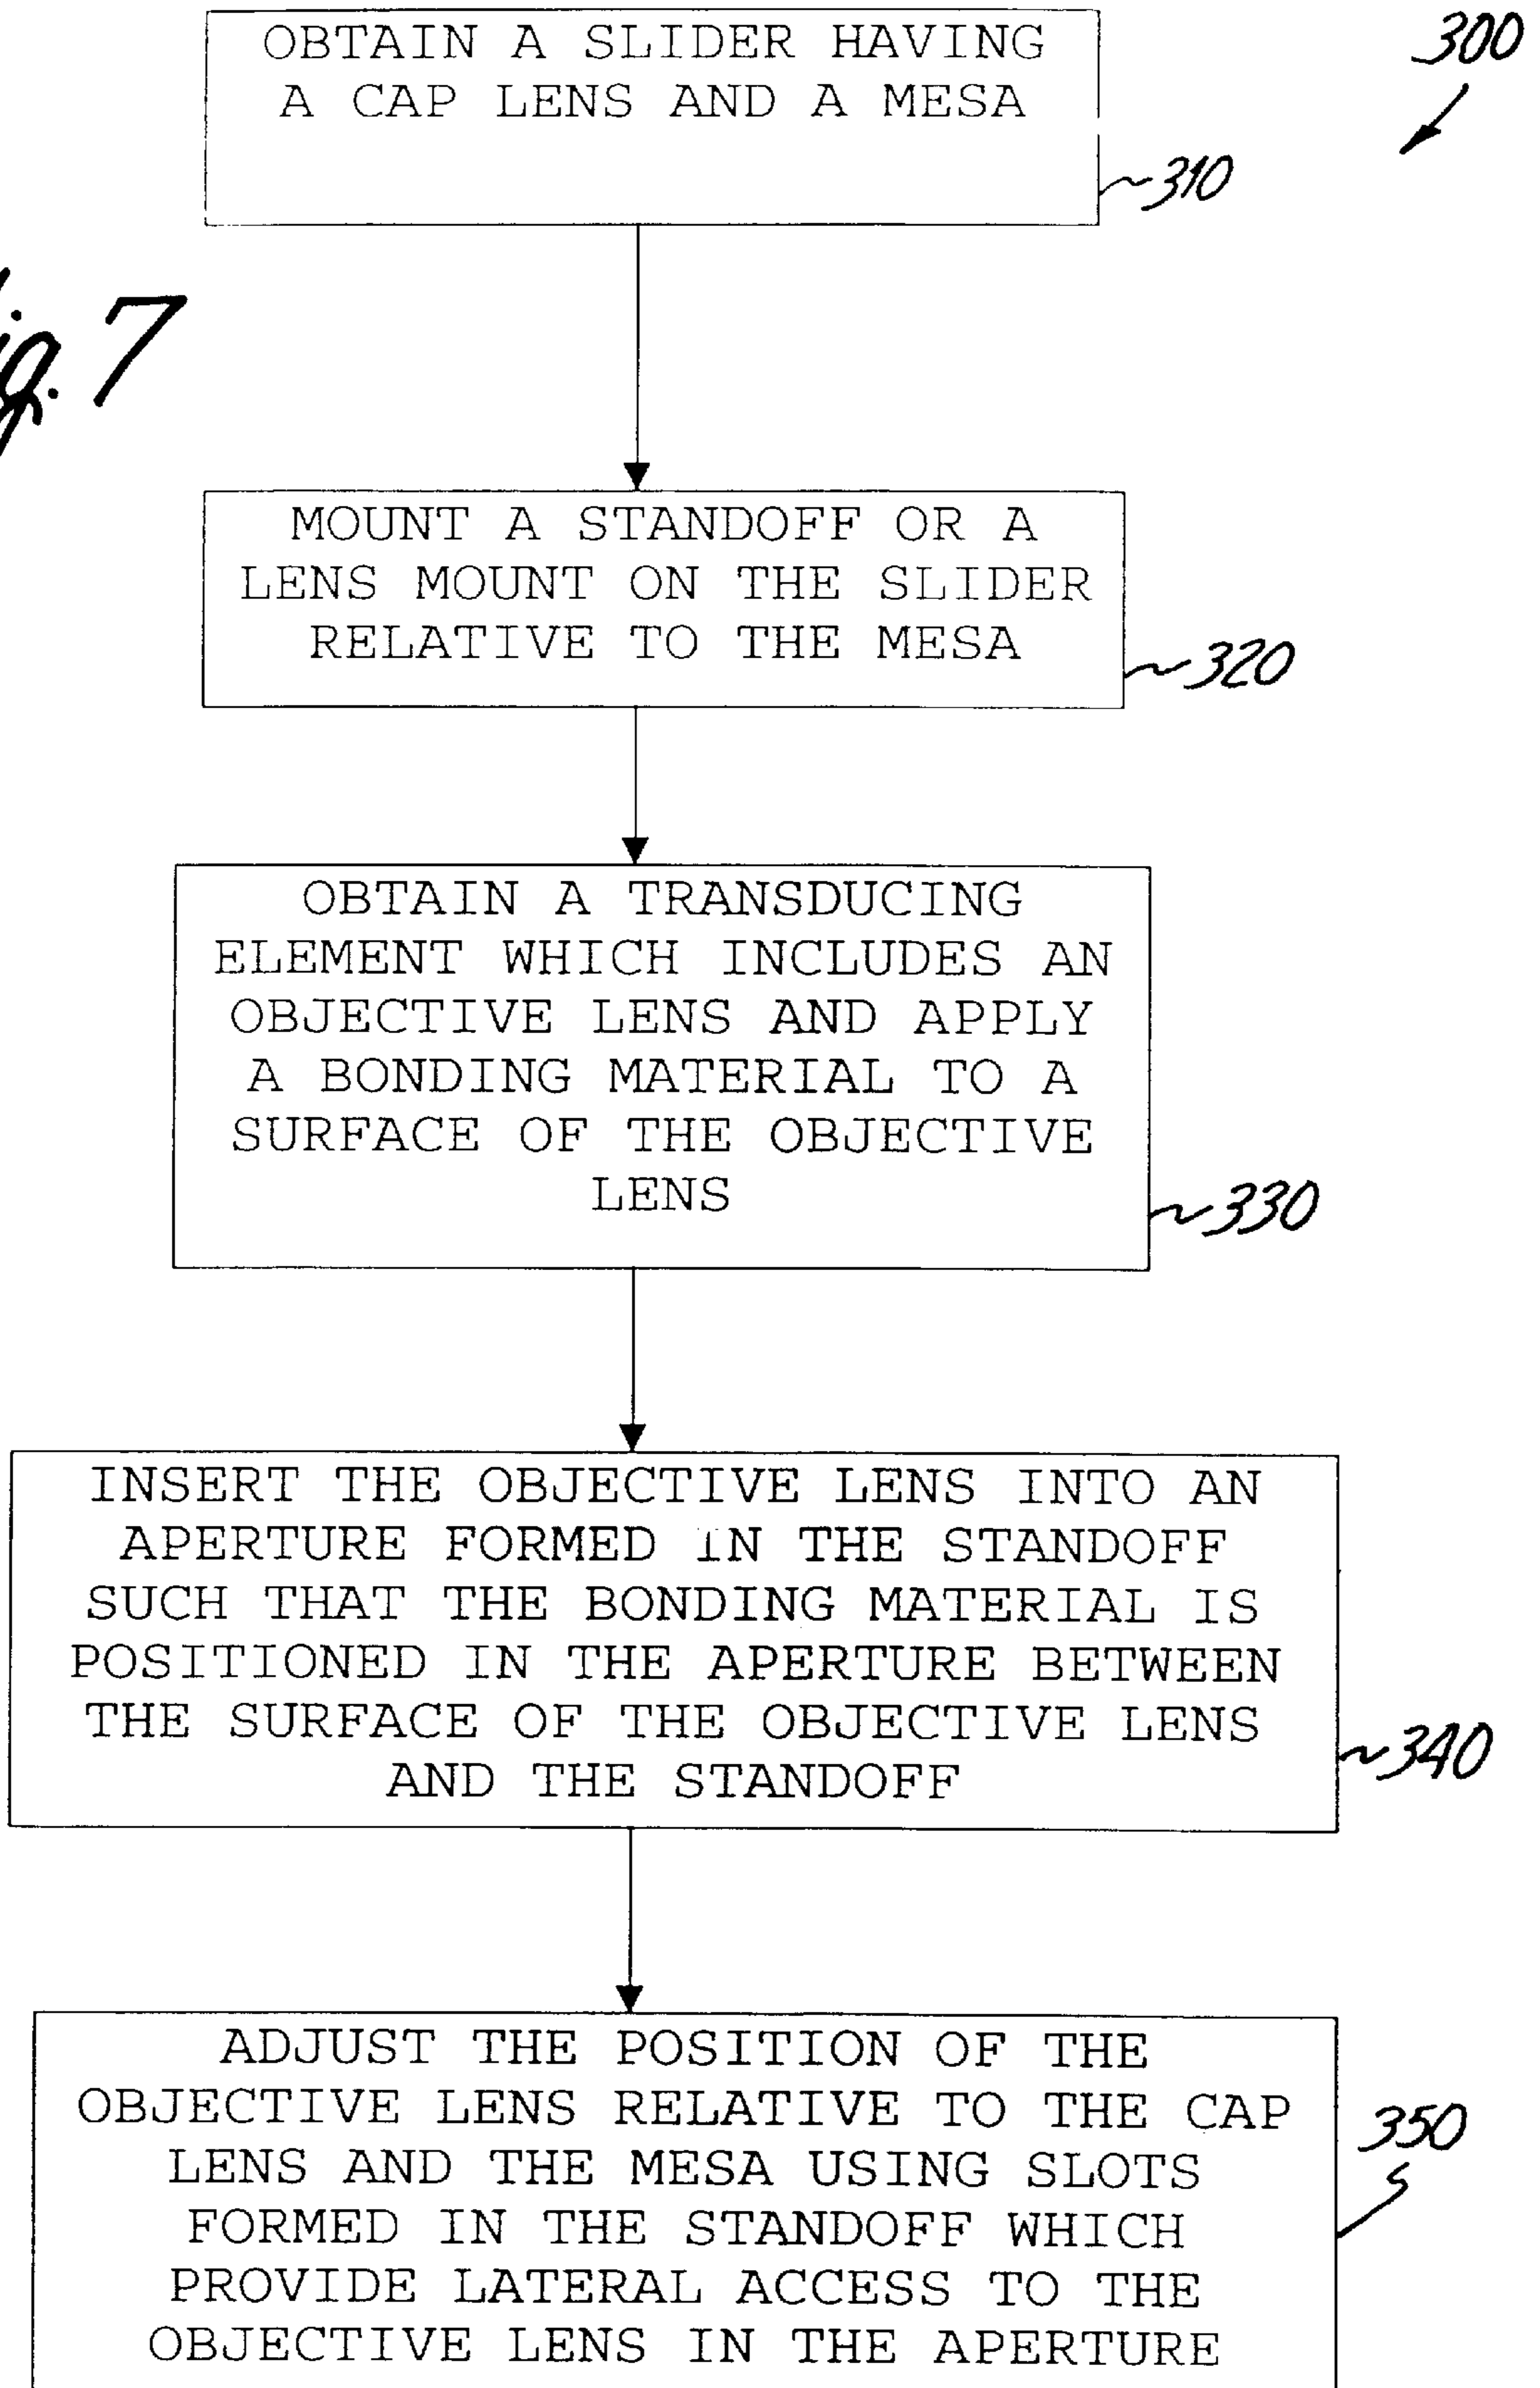 300
OBTAIN A SLIDER HAVING
A CAP LENS AND A MESA
310
ig. 7
MOUNT A STANDOFF OR A
LENS MOUNT ON THE SLIDER
RELATIVE TO THE MESA
320
OBTAIN A TRANSDUCING
ELEMENT WHICH INCLUDES AN
OBJECTIVE LENS AND APPLY
A BONDING MATERIAL TO A
SURFACE OF THE OBJECTIVE
LENS
330
INSERT THE OBJECTIVE LENS INTO AN
APERTURE FORMED IN THE STANDOFF
SUCH THAT THE BONDING MATERIAL IS
POSITIONED IN THE APERTURE BETWEEN
THE SURFACE OF THE OBJECTIVE LENS
AND THE STANDOFF
340
ADJUST THE POSITION OF THE
OBJECTIVE LENS RELATIVE TO THE CAP
LENS AND THE MESA USING SLOTS
FORMED IN THE STANDOFF WHICH
PROVIDE LATERAL ACCESS TO THE
OBJECTIVE LENS IN THE APERTURE
350